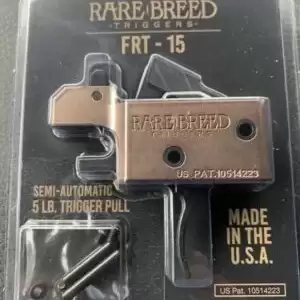 RARE BREED
TRIGGERS
FRT - 15
RARE BREED
TRIGGERS
US PAT.10514223
SEMI-AUTOMATIC
5 LB. TRIGGER PULL
MADE
IN THE
U.S.A.
US Pat. 10514223